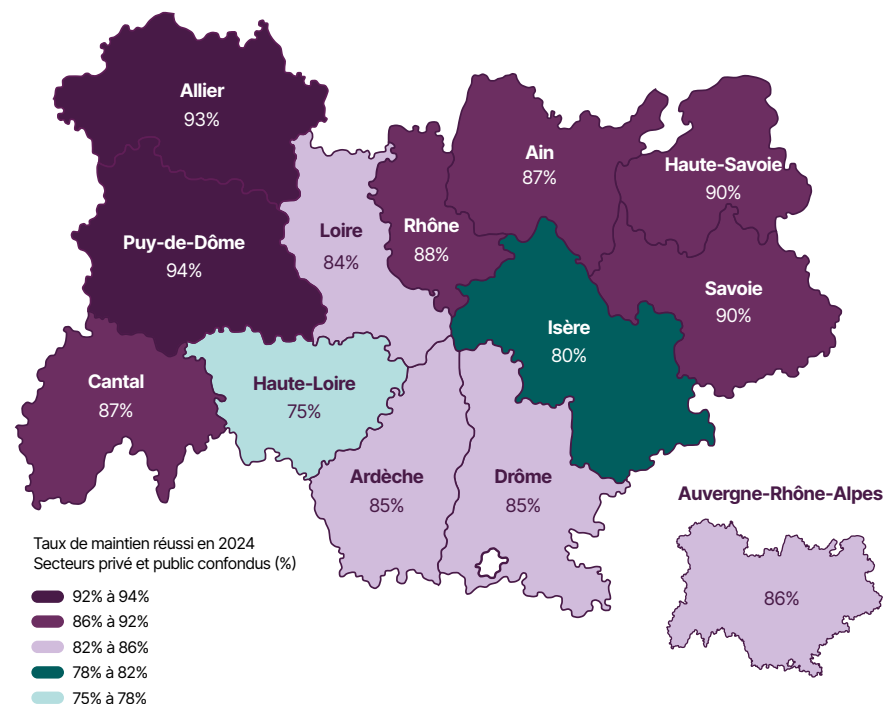 Allier
93%
Ain
87%
Haute-Savoie
90%
Puy-de-Dôme
94%
Loire
84%
Rhône
88%
Savoie
90%
Isère
80%
Cantal
87%
Haute-Loire
75%
Ardèche
85%
Drôme
85%
Auvergne-Rhône-Alpes
86%
Taux de maintien réussi en 2024
Secteurs privé et public confondus (%)
92% à 94%
86% à 92%
82% à 86%
78% à 82%
75% à 78%